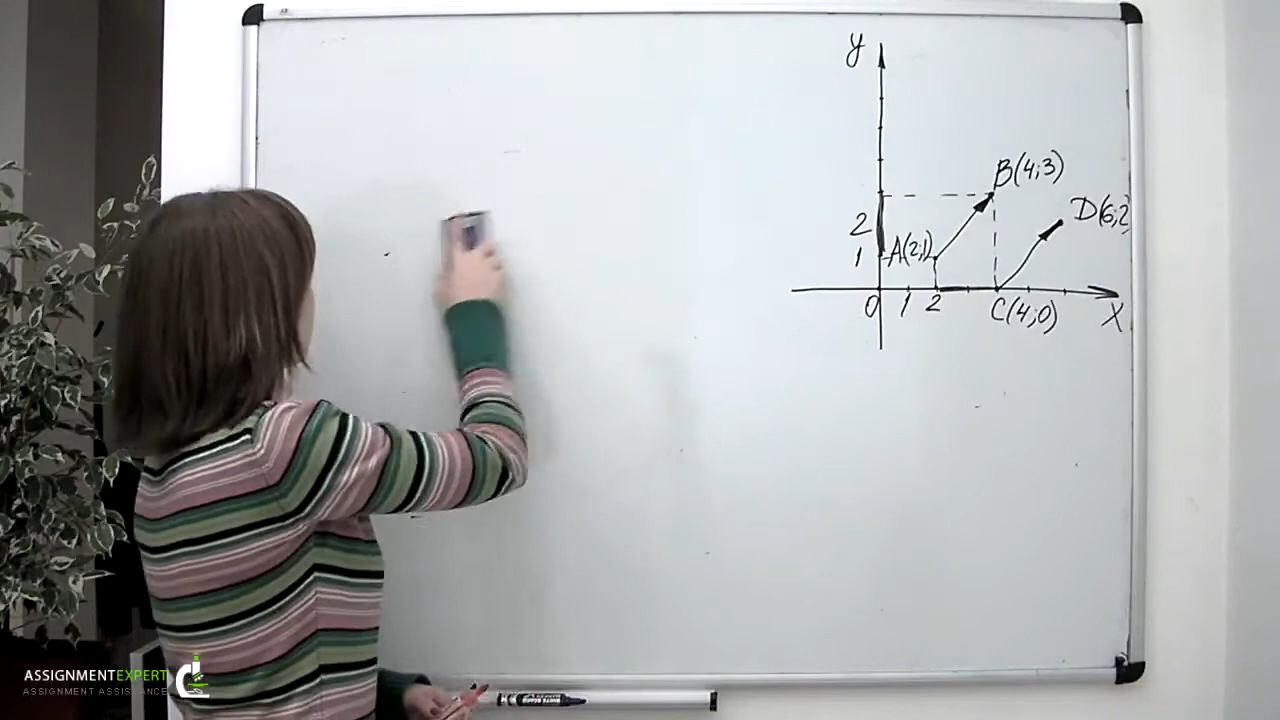 y
B(4;3)
D(6;2
2
A(2;1)
1
0 1 2
C(4;0)
X
ASSIGNMENTEXPERT
ASSIGNMENT ASSISTANCE